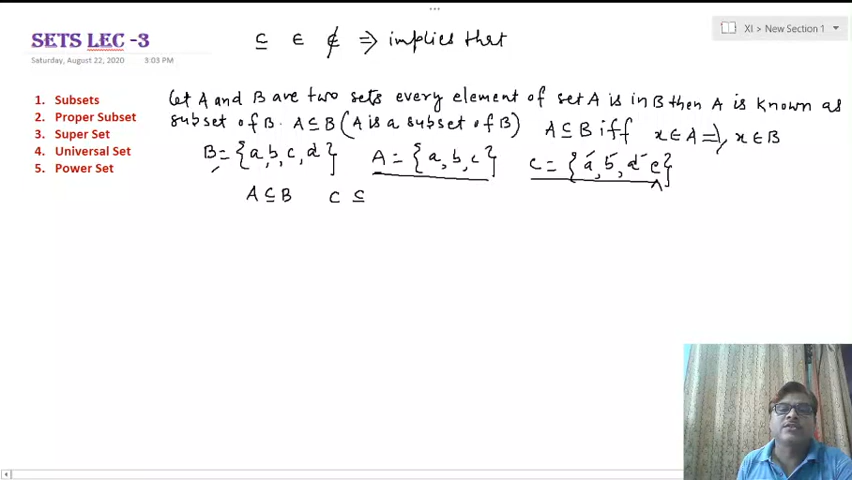 XI > New Section 1
SETS LEC -3
⊆ ∈ ⊄ ⇒ implies that
Saturday, August 22, 2020 3:03 PM
1. Subsets
2. Proper Subset
3. Super Set
4. Universal Set
5. Power Set
Let A and B are two sets every element of set A is in B then A is known as
subset of B. A ⊆ B (A is a subset of B) A ⊆ B iff x ∈ A ⇒, x ∈ B
B = {a, b, c, d} A = {a, b, c} C = {a, b, d e}
A ⊆ B C ⊆